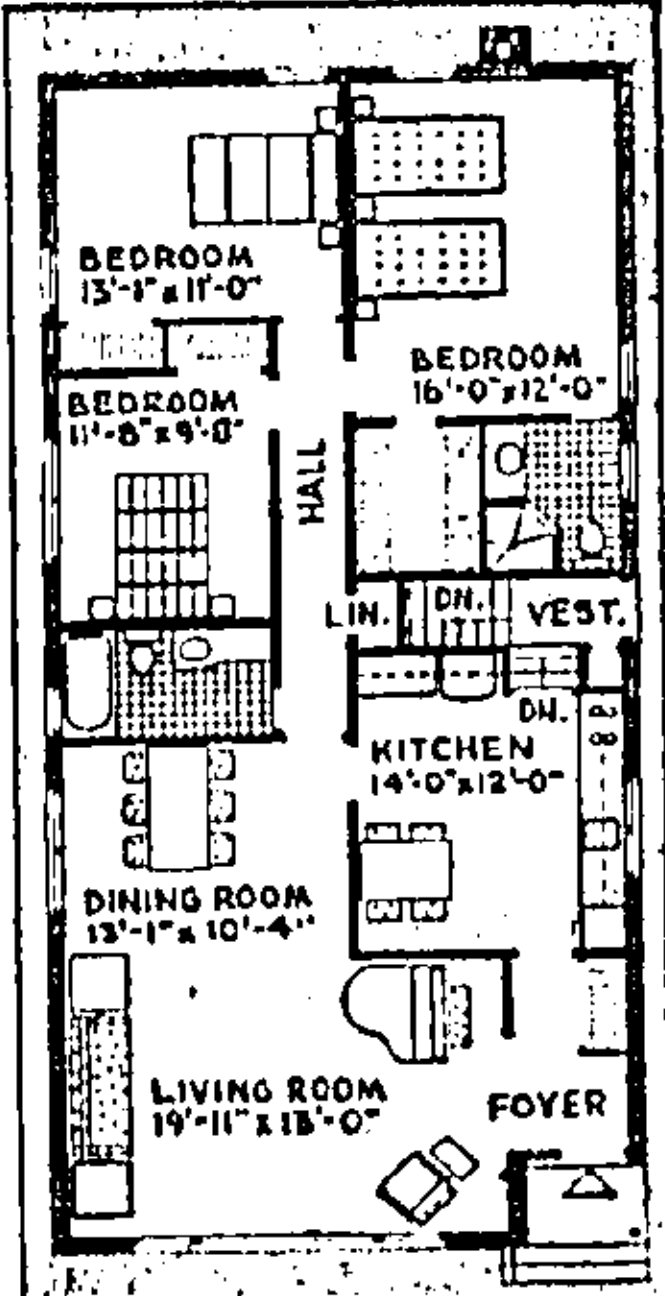 BEDROOM
13'-1" x 11'-0"
BEDROOM
16'-0" x 12'-0"
BEDROOM
11'-8" x 9'-0"
HALL
LIN.
DN.
VEST.
DN.
KITCHEN
14'-0" x 12'-0"
DINING ROOM
13'-1" x 10'-4"
LIVING ROOM
19'-11" x 13'-0"
FOYER